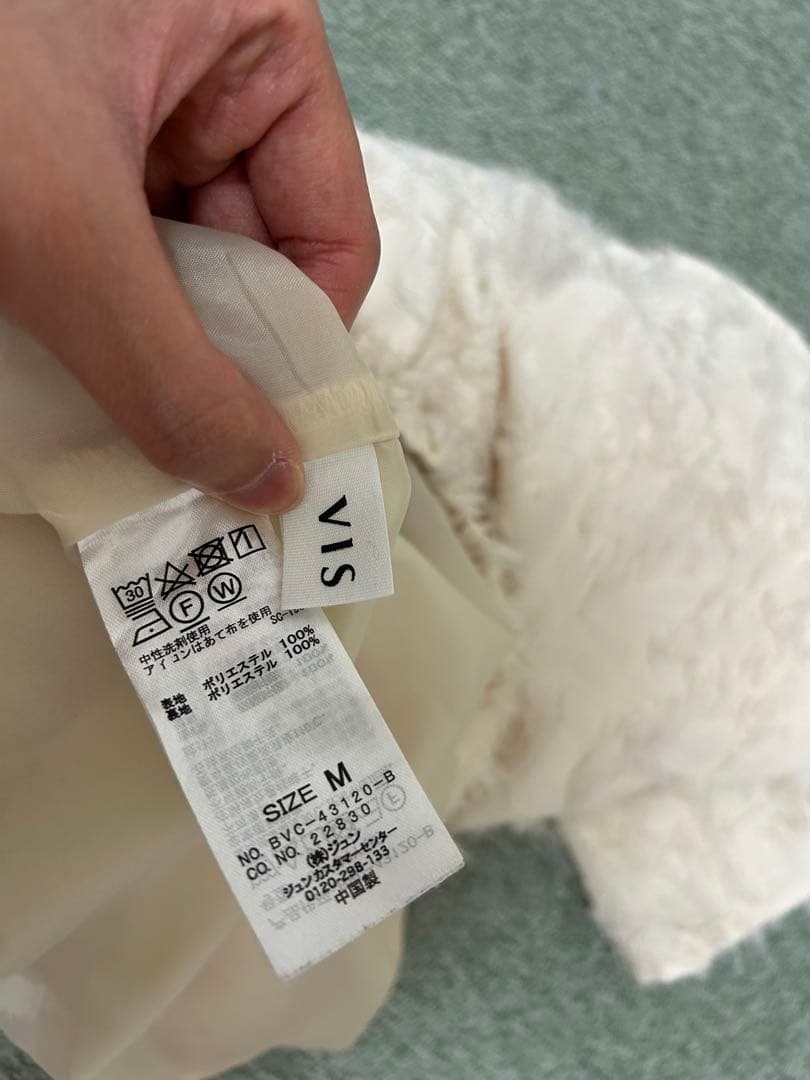 VIS
30
1
F
W
中性洗剤使用
アイコンはあて布を使用
表地 ポリエステル 100%
裏地 ポリエステル 100%
SIZE M
NO. BVC-43120-B
CO. NO. 22830
(株)ジュン
ジュンカスタマーセンター
0120-298-133
中国製